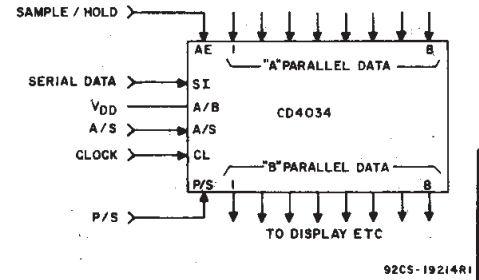 SAMPLE / HOLD
AE 1 8
"A" PARALLEL DATA
SERIAL DATA SI
VDD A/B
CD4034
A/S A/S
CLOCK CL
"B" PARALLEL DATA
P/S 1 8
P/S
TO DISPLAY ETC
92CS-19214R1